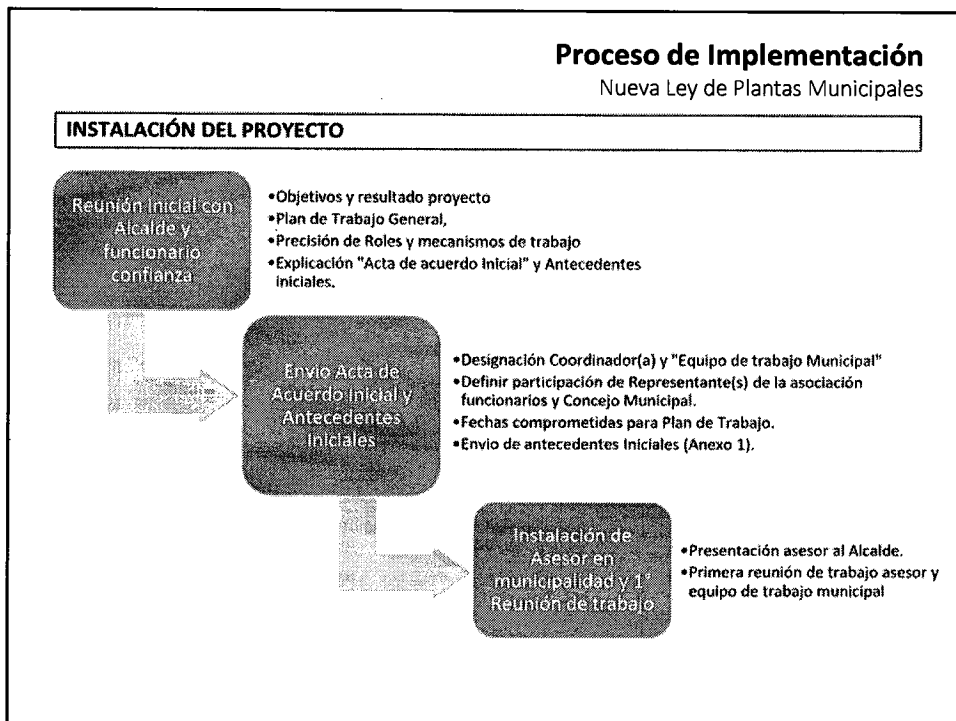 Proceso de Implementación
Nueva Ley de Plantas Municipales
INSTALACIÓN DEL PROYECTO
Reunión Inicial con
Alcalde y
funcionario
confianza
•Objetivos y resultado proyecto
•Plan de Trabajo General,
•Precisión de Roles y mecanismos de trabajo
•Explicación "Acta de acuerdo Inicial" y Antecedentes
iniciales.
Envio Acta de
Acuerdo Inicial y
Antecedentes
Iniciales
•Designación Coordinador(a) y "Equipo de trabajo Municipal"
•Definir participación de Representante(s) de la asociación
funcionarios y Concejo Municipal.
•Fechas comprometidas para Plan de Trabajo.
•Envio de antecedentes Iniciales (Anexo 1).
Instalación de
Asesor en
municipalidad y 1°
Reunión de trabajo
•Presentación asesor al Alcalde.
•Primera reunión de trabajo asesor y
equipo de trabajo municipal